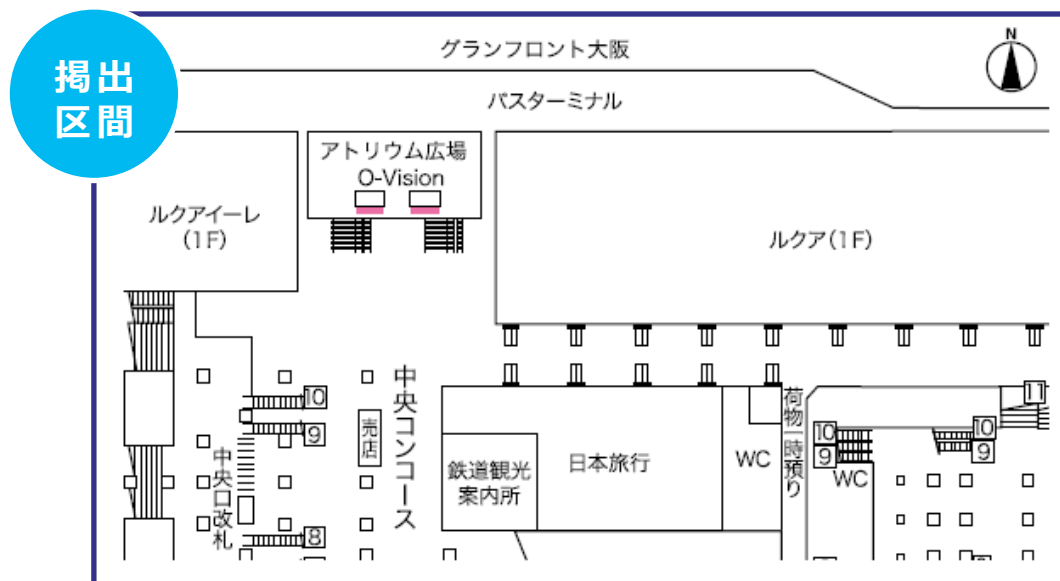 掲出
区間
グランフロント大阪
N
バスターミナル
アトリウム広場
O-Vision
ルクアイーレ
(1F)
ルクア(1F)
中央コンコース
売店
10
9
中央口改札
8
鉄道観光
案内所
日本旅行
WC
荷物一時預り
10
9
WC
10
9
11